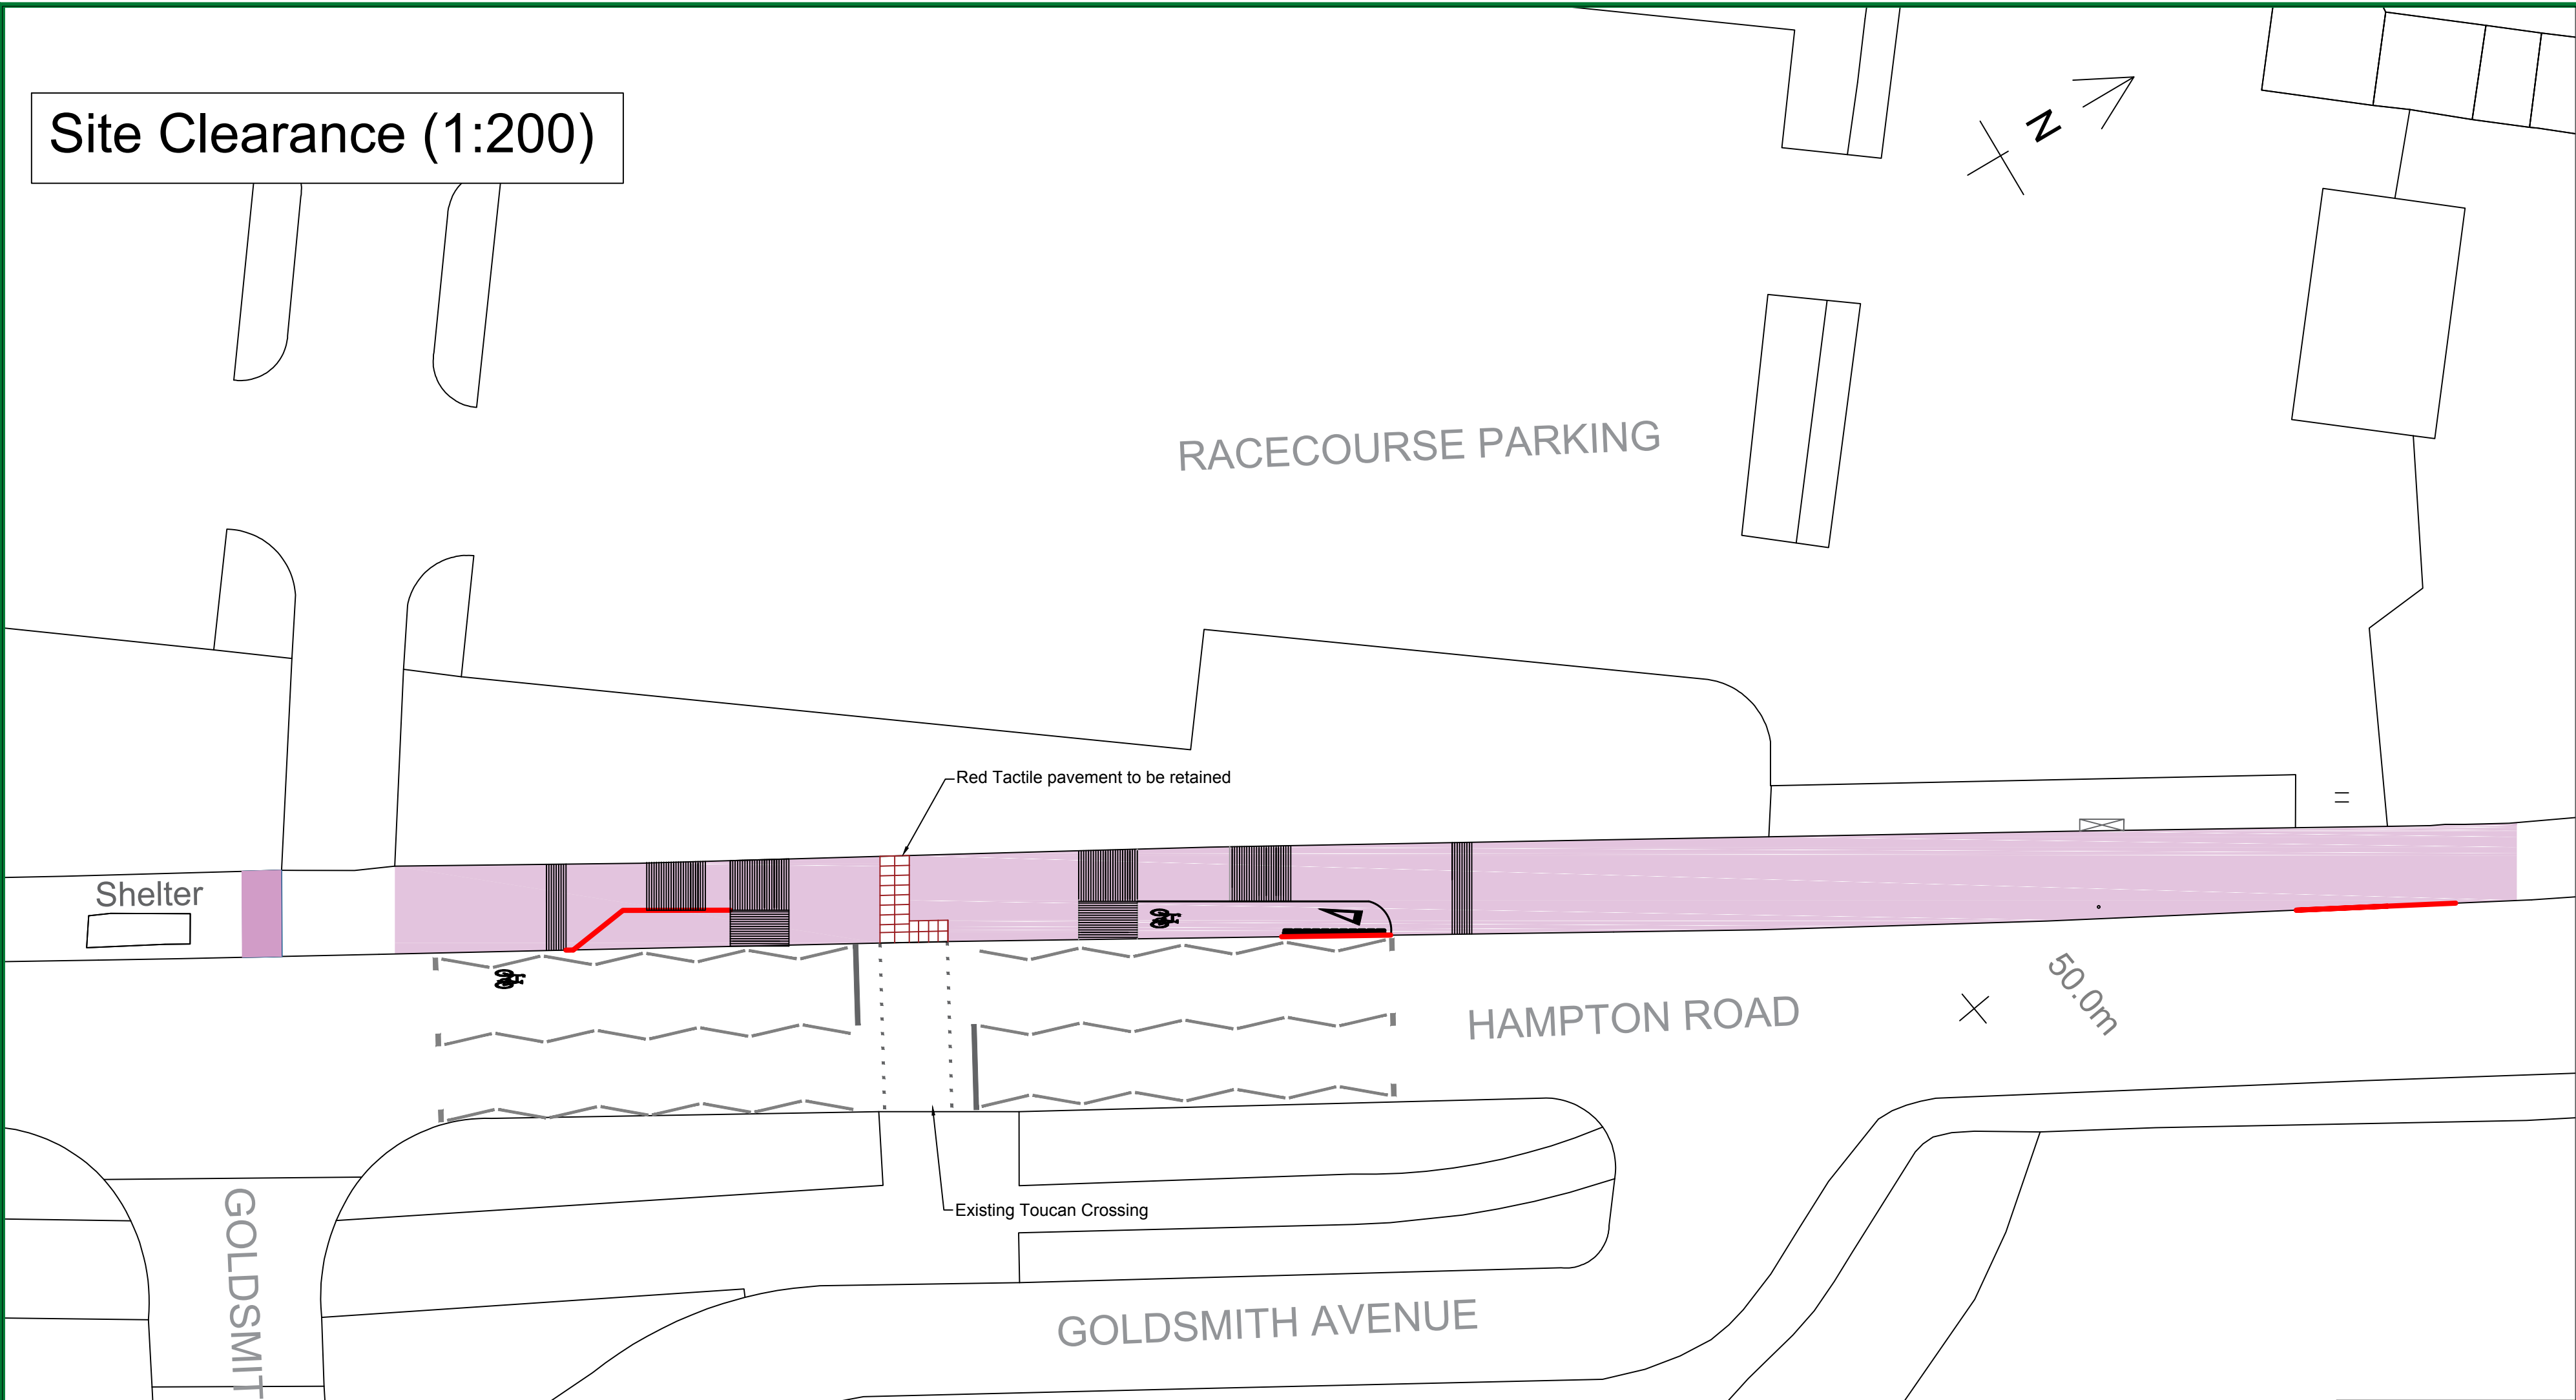 Site Clearance (1:200)
N
RACECOURSE PARKING
Red Tactile pavement to be retained
Shelter
HAMPTON ROAD
50.0m
Existing Toucan Crossing
GOLDSMIT
GOLDSMITH AVENUE